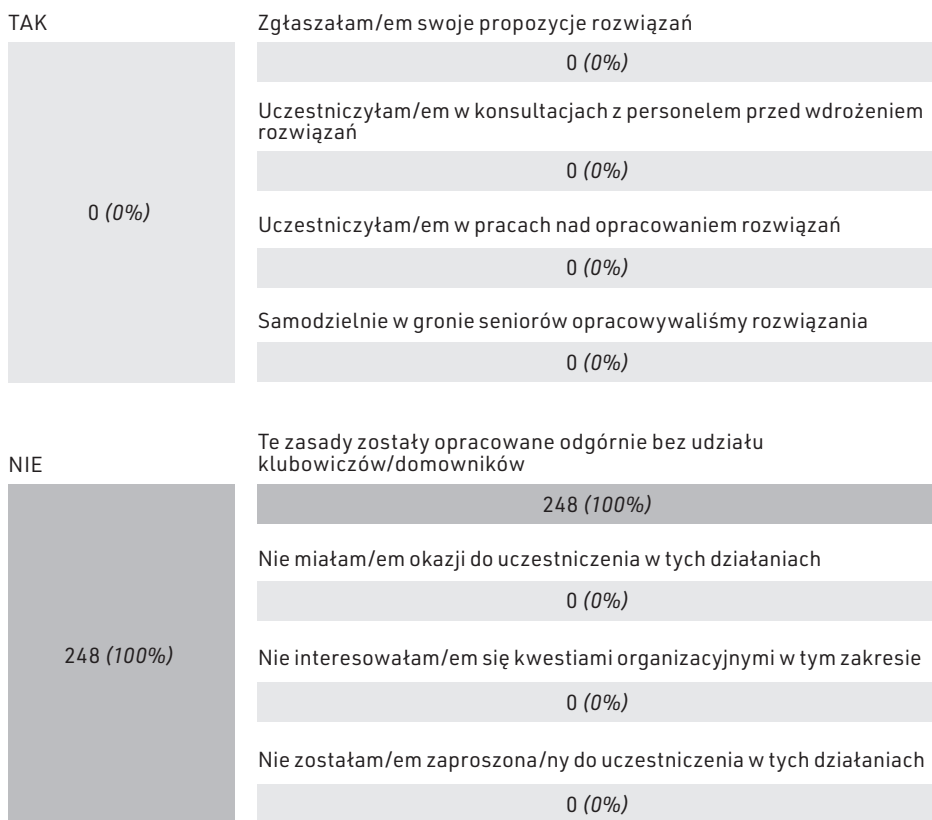 TAK
0 (0%)
Zgłaszałam/em swoje propozycje rozwiązań
0 (0%)
Uczestniczyłam/em w konsultacjach z personelem przed wdrożeniem
rozwiązań
0 (0%)
Uczestniczyłam/em w pracach nad opracowaniem rozwiązań
0 (0%)
Samodzielnie w gronie seniorów opracowywaliśmy rozwiązania
0 (0%)
NIE
248 (100%)
Te zasady zostały opracowane odgórnie bez udziału
klubowiczów/domowników
248 (100%)
Nie miałam/em okazji do uczestniczenia w tych działaniach
0 (0%)
Nie interesowałam/em się kwestiami organizacyjnymi w tym zakresie
0 (0%)
Nie zostałam/em zaproszona/ny do uczestniczenia w tych działaniach
0 (0%)